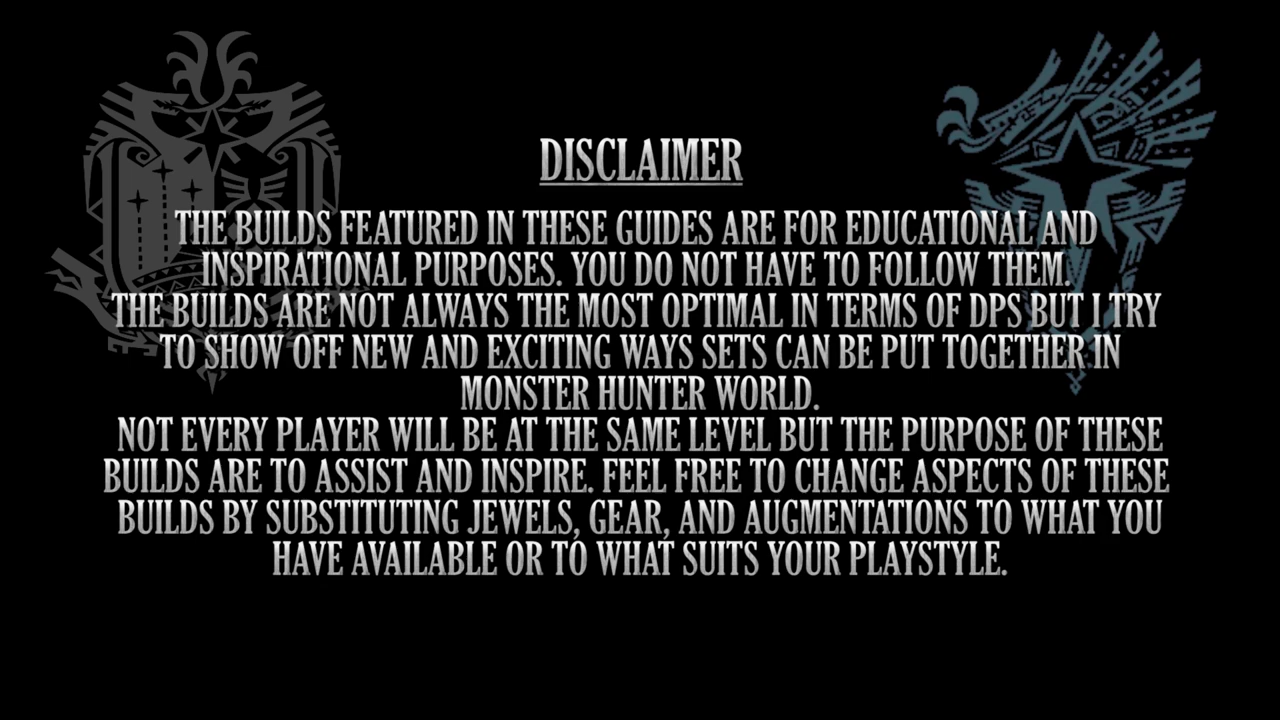 DISCLAIMER
THE BUILDS FEATURED IN THESE GUIDES ARE FOR EDUCATIONAL AND
INSPIRATIONAL PURPOSES. YOU DO NOT HAVE TO FOLLOW THEM.
THE BUILDS ARE NOT ALWAYS THE MOST OPTIMAL IN TERMS OF DPS BUT I TRY
TO SHOW OFF NEW AND EXCITING WAYS SETS CAN BE PUT TOGETHER IN
MONSTER HUNTER WORLD.
NOT EVERY PLAYER WILL BE AT THE SAME LEVEL BUT THE PURPOSE OF THESE
BUILDS ARE TO ASSIST AND INSPIRE. FEEL FREE TO CHANGE ASPECTS OF THESE
BUILDS BY SUBSTITUTING JEWELS, GEAR, AND AUGMENTATIONS TO WHAT YOU
HAVE AVAILABLE OR TO WHAT SUITS YOUR PLAYSTYLE.